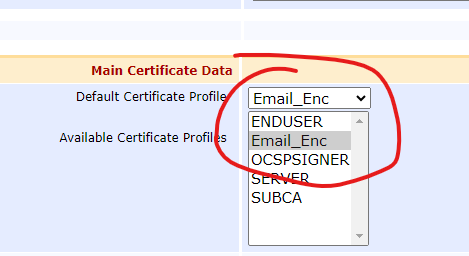 Main Certificate Data
Default Certificate Profile
Email_Enc
Available Certificate Profiles
ENDUSER
Email_Enc
OCSPSIGNER
SERVER
SUBCA